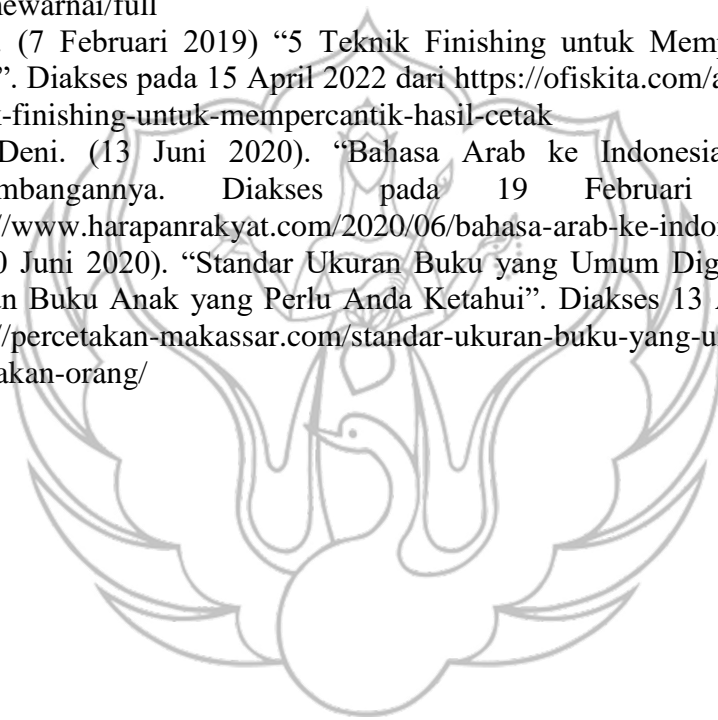 newarnai/full
. (7 Februari 2019) “5 Teknik Finishing untuk Memp
”. Diakses pada 15 April 2022 dari https://ofiskita.com/a
-finishing-untuk-mempercantik-hasil-cetak
Deni. (13 Juni 2020). “Bahasa Arab ke Indonesia
mbangannya. Diakses pada 19 Februari
//www.harapanrakyat.com/2020/06/bahasa-arab-ke-indo
0 Juni 2020). “Standar Ukuran Buku yang Umum Dig
n Buku Anak yang Perlu Anda Ketahui”. Diakses 13
//percetakan-makassar.com/standar-ukuran-buku-yang-u
akan-orang/